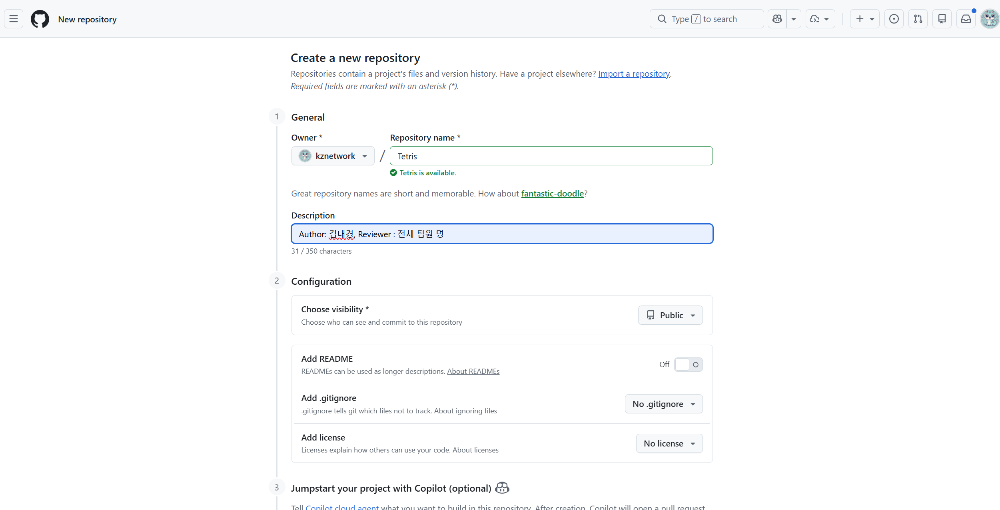 New repository
Type / to search
Create a new repository
Repositories contain a project's files and version history. Have a project elsewhere? Import a repository.
Required fields are marked with an asterisk (*).
1
General
Owner *
Repository name *
kznetwork
/
Tetris
Tetris is available.
Great repository names are short and memorable. How about fantastic-doodle?
Description
Author: 김대경, Reviewer : 전체 팀원 명
31 / 350 characters
2
Configuration
Choose visibility *
Choose who can see and commit to this repository
Public
Add README
READMEs can be used as longer descriptions. About READMEs
Off
Add .gitignore
.gitignore tells git which files not to track. About ignoring files
No .gitignore
Add license
Licenses explain how others can use your code. About licenses
No license
3
Jumpstart your project with Copilot (optional)
Tell Copilot cloud agent what you want to build in this repository. After creation, Copilot will open a pull request